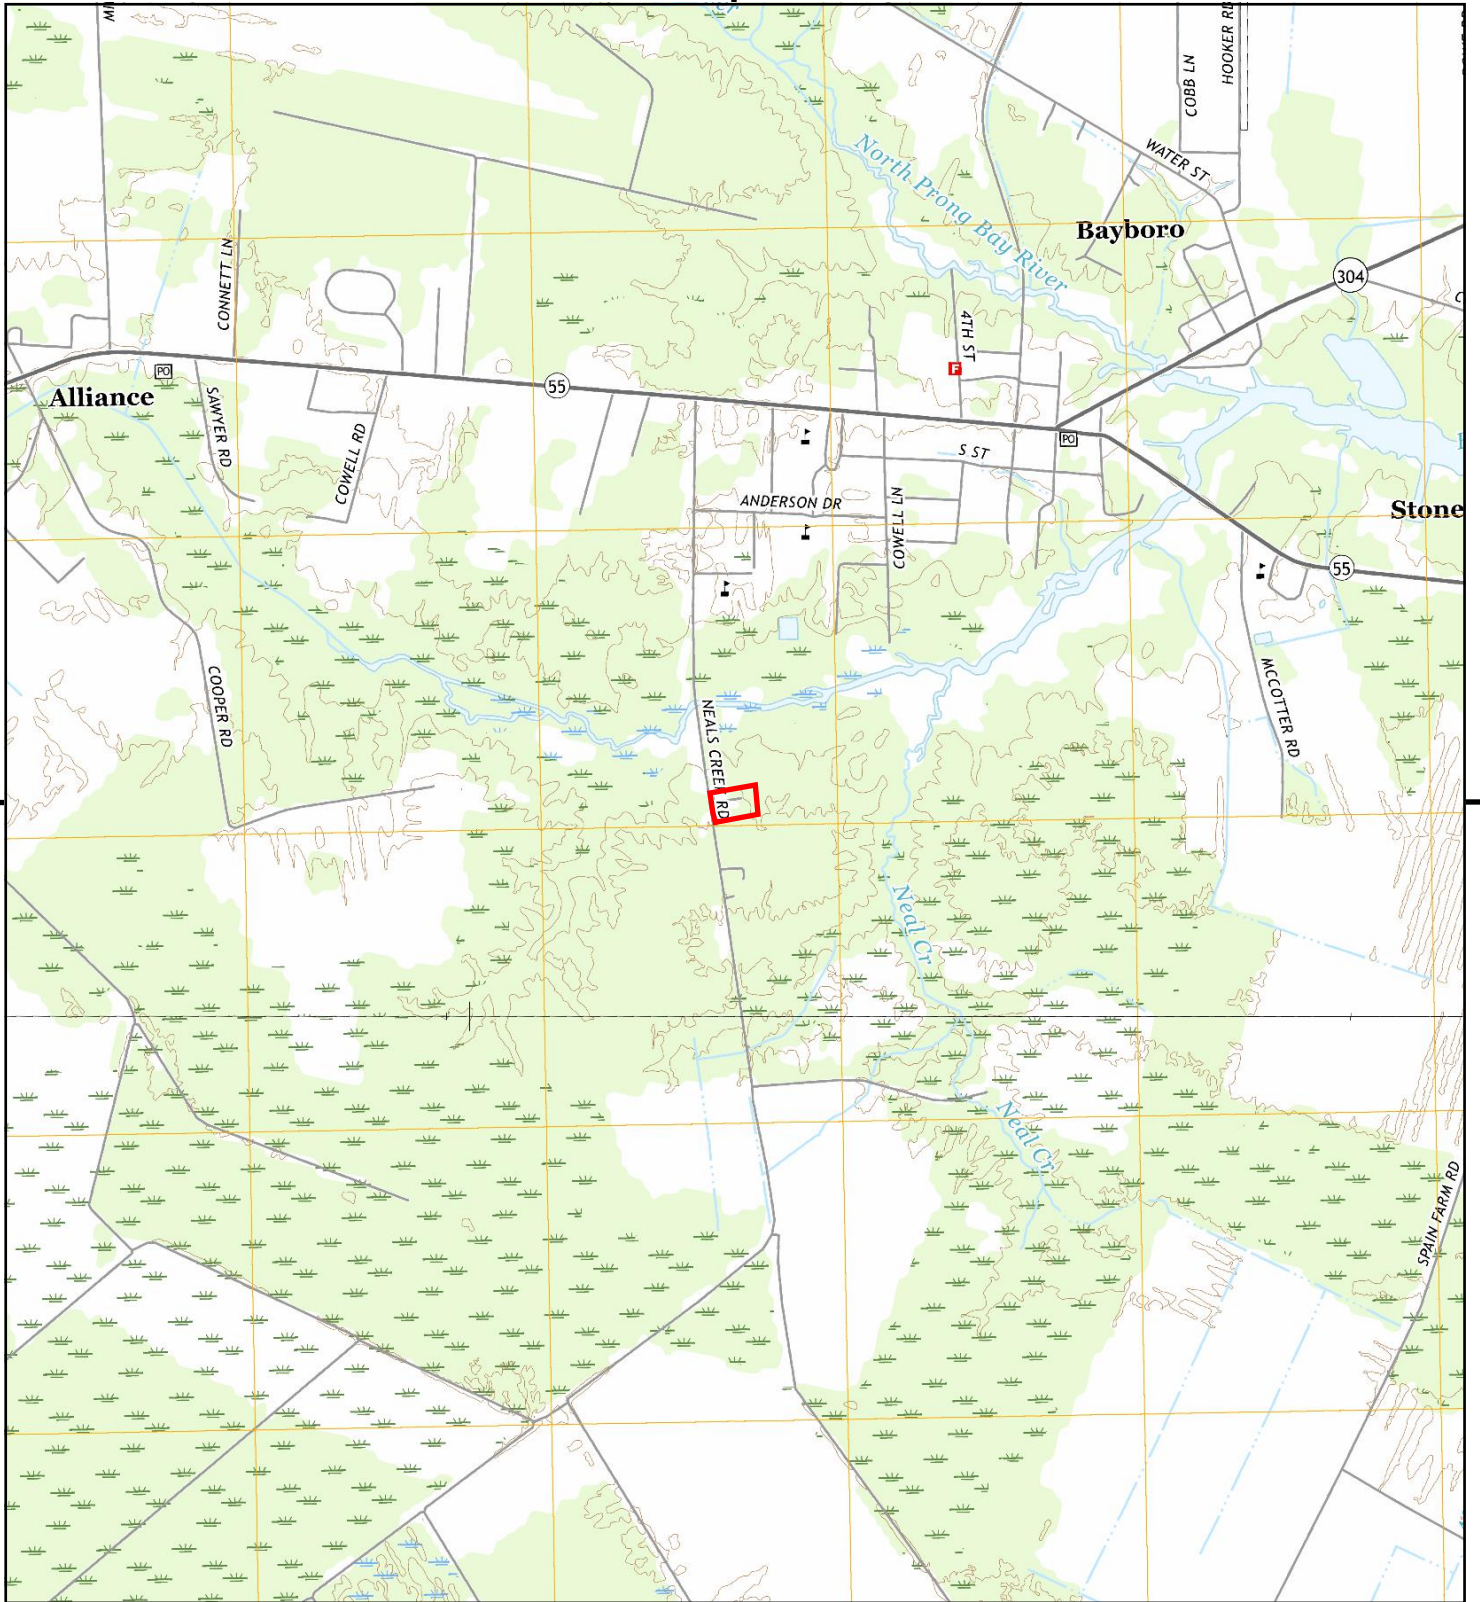 COBB LN
HOOKER RD
WATER ST
North Prong Bay River
Bayboro
CONNETT LN
304
4TH ST
F
PO
55
Alliance
SAWYER RD
COWELL RD
PO
S ST
ANDERSON DR
COWELL LN
Stone
55
COOPER RD
MCCOTTER RD
NEALS CREEK RD
Neal Cr
Neal Cr
SPAIN FARM RD